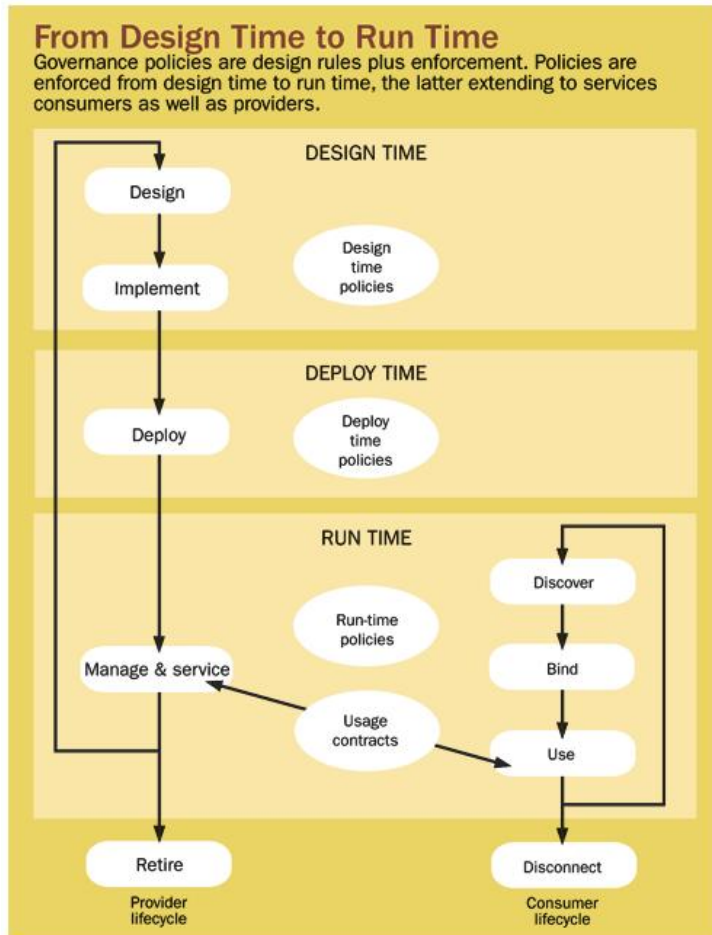 From Design Time to Run Time
Governance policies are design rules plus enforcement. Policies are
enforced from design time to run time, the latter extending to services
consumers as well as providers.
DESIGN TIME
Design
Implement
Design
time
policies
DEPLOY TIME
Deploy
Deploy
time
policies
RUN TIME
Discover
Run-time
policies
Manage & service
Bind
Usage
contracts
Use
Retire
Disconnect
Provider
lifecycle
Consumer
lifecycle